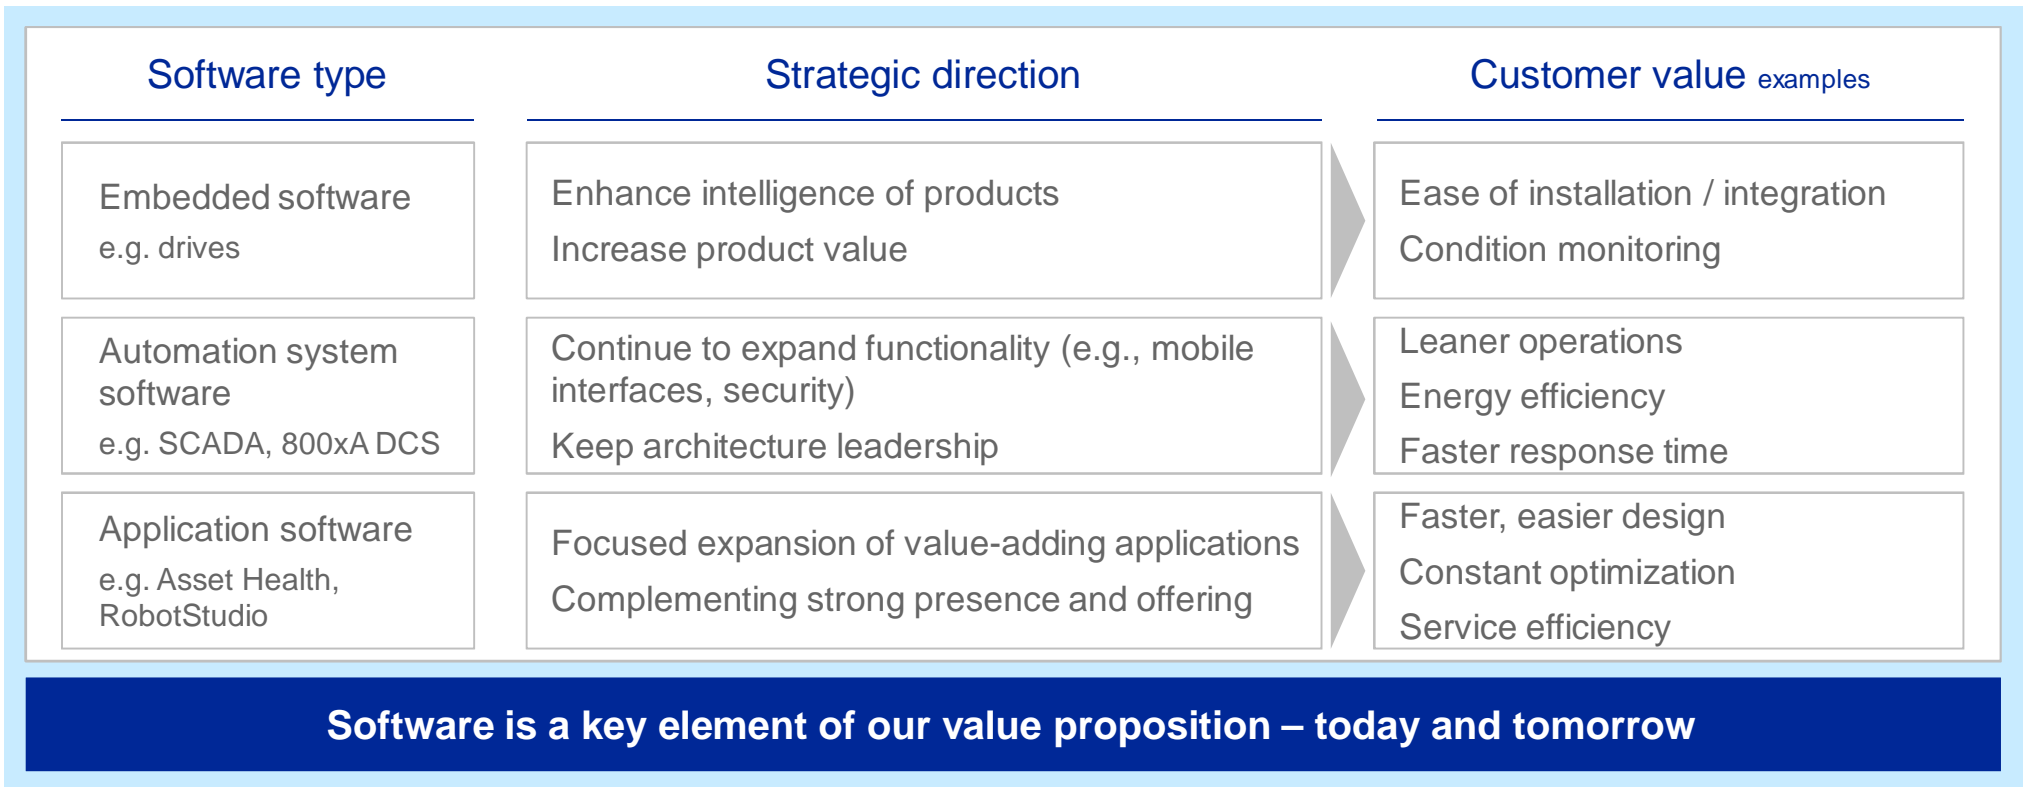 Software type
Strategic direction
Customer value examples
Embedded software
e.g. drives
Enhance intelligence of products
Increase product value
Ease of installation / integration
Condition monitoring
Automation system
software
e.g. SCADA, 800xA DCS
Continue to expand functionality (e.g., mobile
interfaces, security)
Keep architecture leadership
Leaner operations
Energy efficiency
Faster response time
Application software
e.g. Asset Health,
RobotStudio
Focused expansion of value-adding applications
Complementing strong presence and offering
Faster, easier design
Constant optimization
Service efficiency
Software is a key element of our value proposition – today and tomorrow